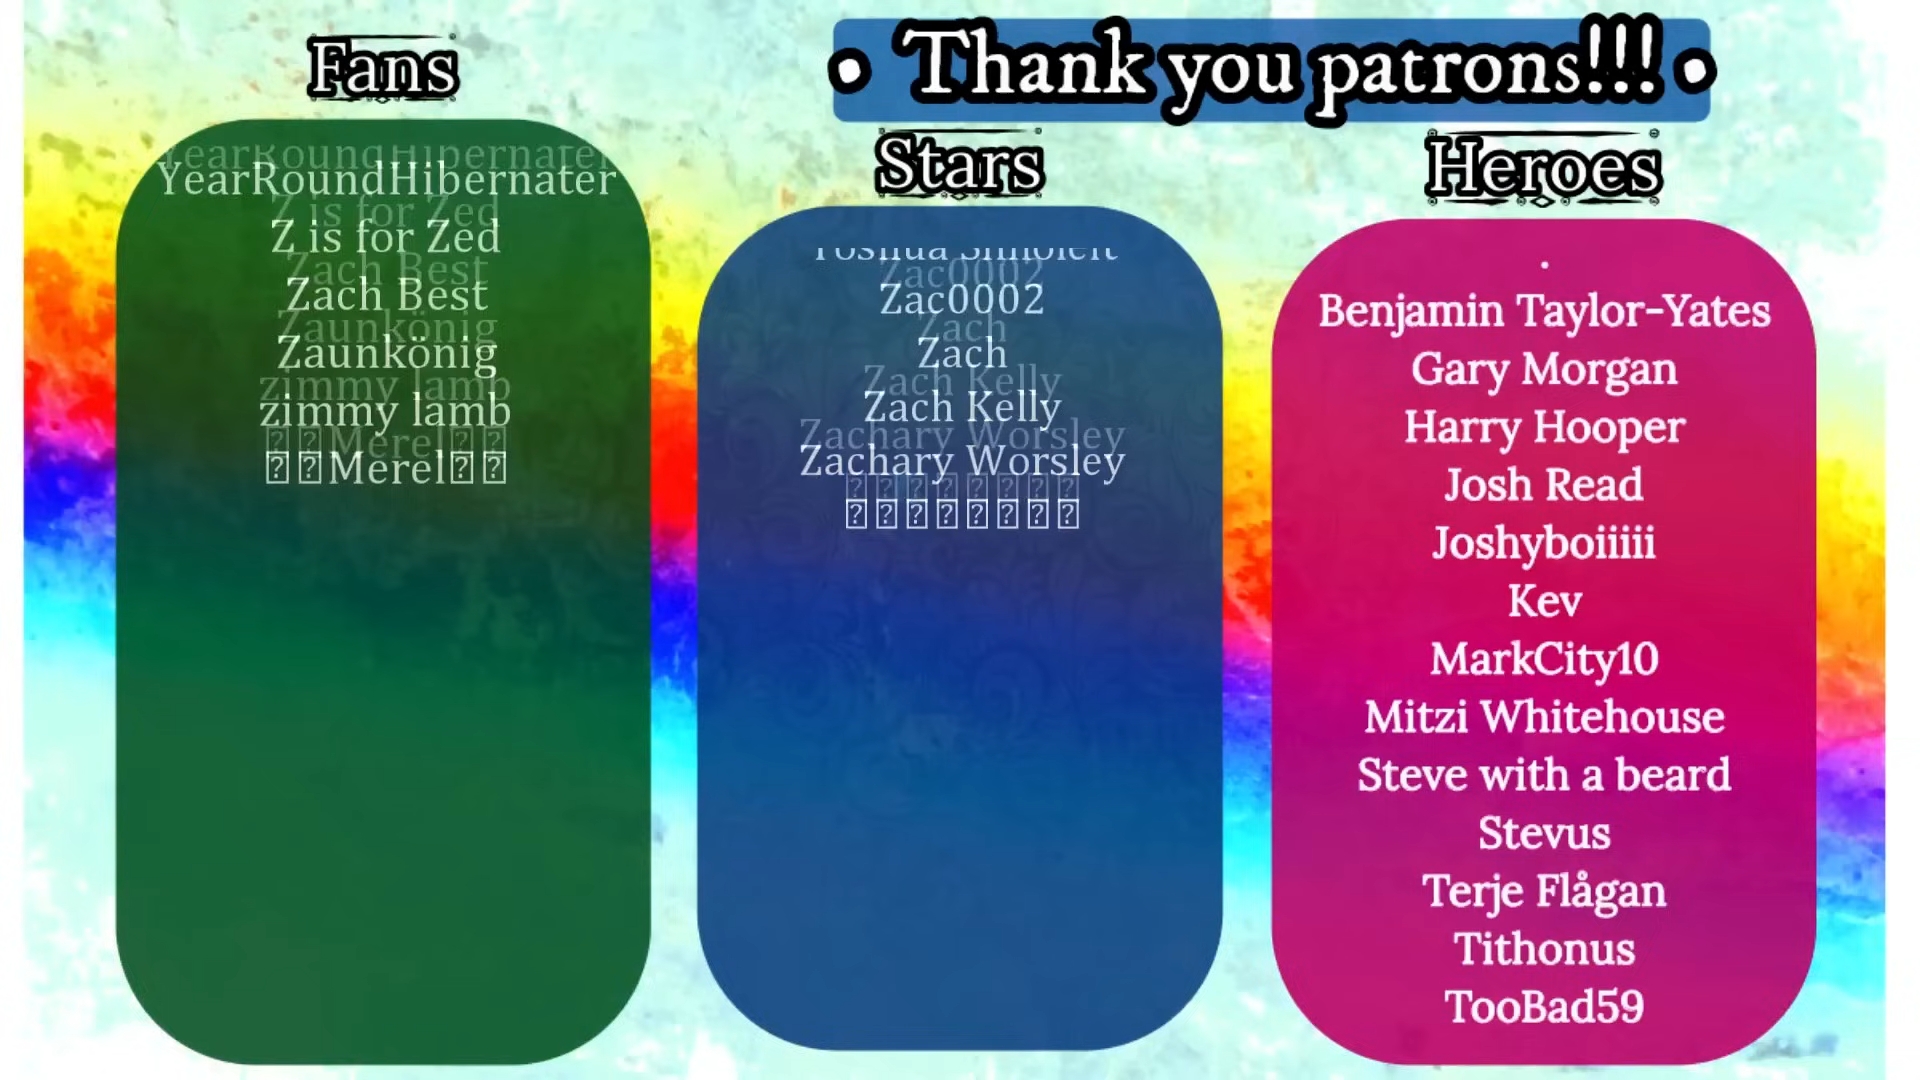 Fans
Thank you patrons!!!
Stars
Heroes
YearRoundHibernater
Z is for Zed
Zach Best
Zaunkönig
zimmy lamb
Merel
Zac0002
Zach
Zach Kelly
Zachary Worsley
.
Benjamin Taylor-Yates
Gary Morgan
Harry Hooper
Josh Read
Joshyboiiiii
Kev
MarkCity10
Mitzi Whitehouse
Steve with a beard
Stevus
Terje Flågan
Tithonus
TooBad59